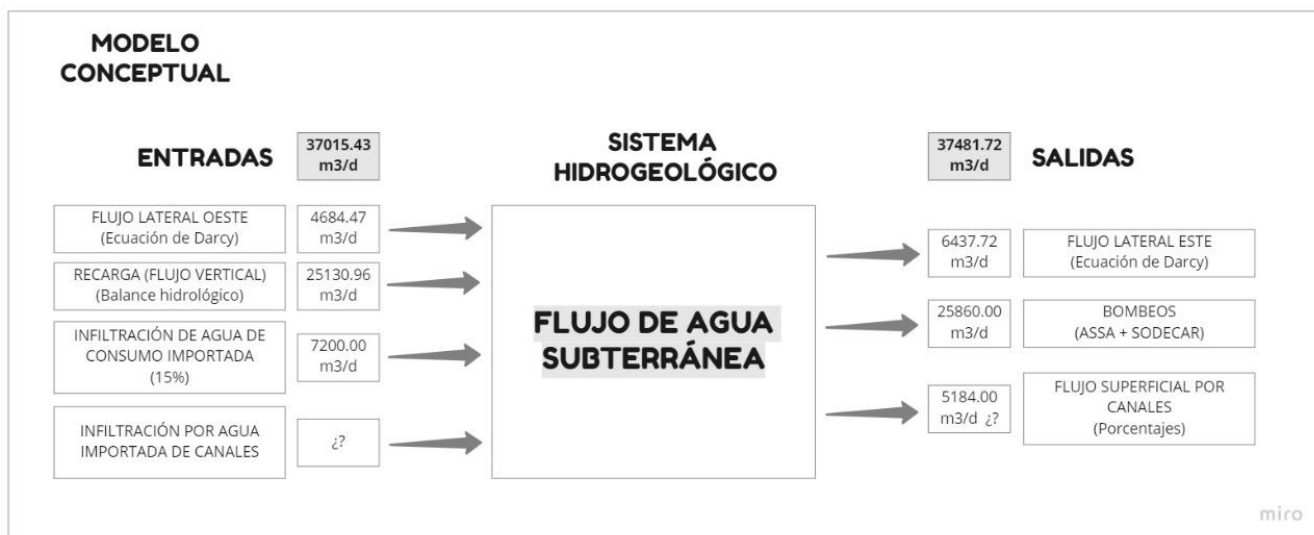 MODELO
CONCEPTUAL
ENTRADAS
37015.43
m3/d
SISTEMA
HIDROGEOLÓGICO
37481.72
m3/d
SALIDAS
FLUJO LATERAL OESTE
(Ecuación de Darcy)
4684.47
m3/d
RECARGA (FLUJO VERTICAL)
(Balance hidrológico)
25130.96
m3/d
INFILTRACIÓN DE AGUA DE
CONSUMO IMPORTADA
(15%)
7200.00
m3/d
INFILTRACIÓN POR AGUA
IMPORTADA DE CANALES
¿?
FLUJO DE AGUA
SUBTERRÁNEA
6437.72
m3/d
FLUJO LATERAL ESTE
(Ecuación de Darcy)
25860.00
m3/d
BOMBEOS
(ASSA + SODECAR)
5184.00
m3/d ¿?
FLUJO SUPERFICIAL POR
CANALES
(Porcentajes)
miro